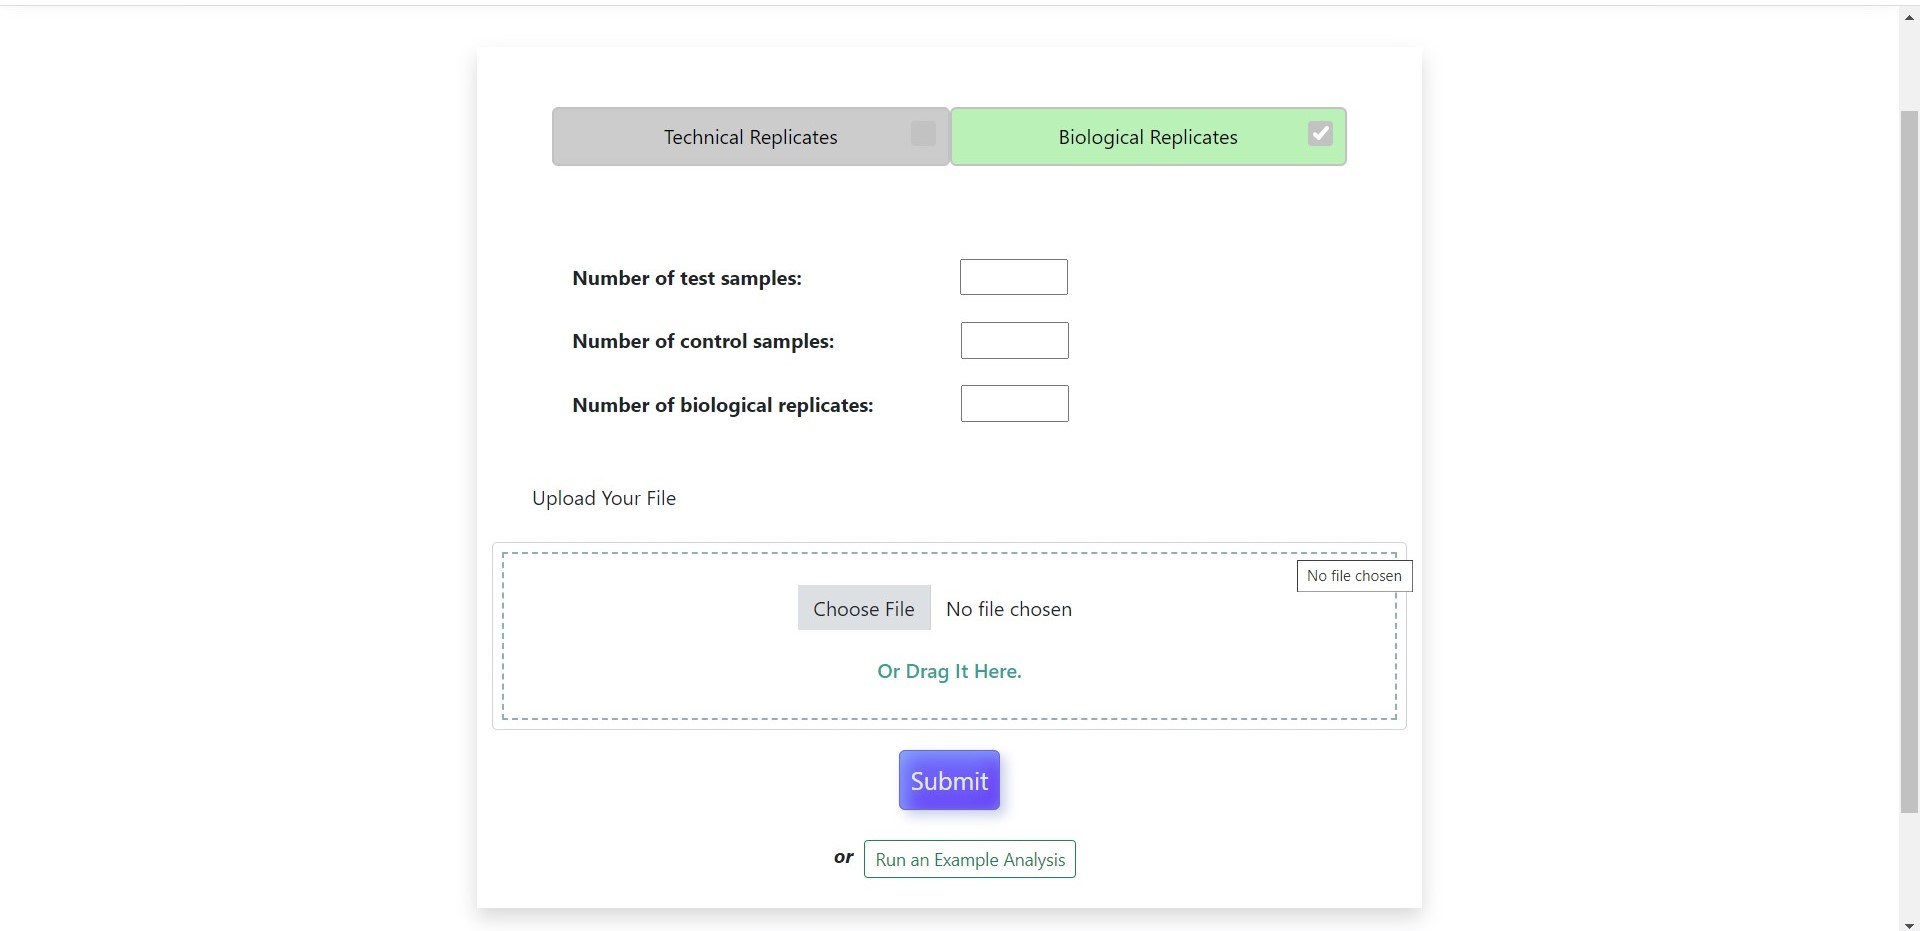 Technical Replicates Biological Replicates
Number of test samples:
Number of control samples:
Number of biological replicates:
Upload Your File
No file chosen
Choose File No file chosen
Or Drag It Here.
Submit
or Run an Example Analysis